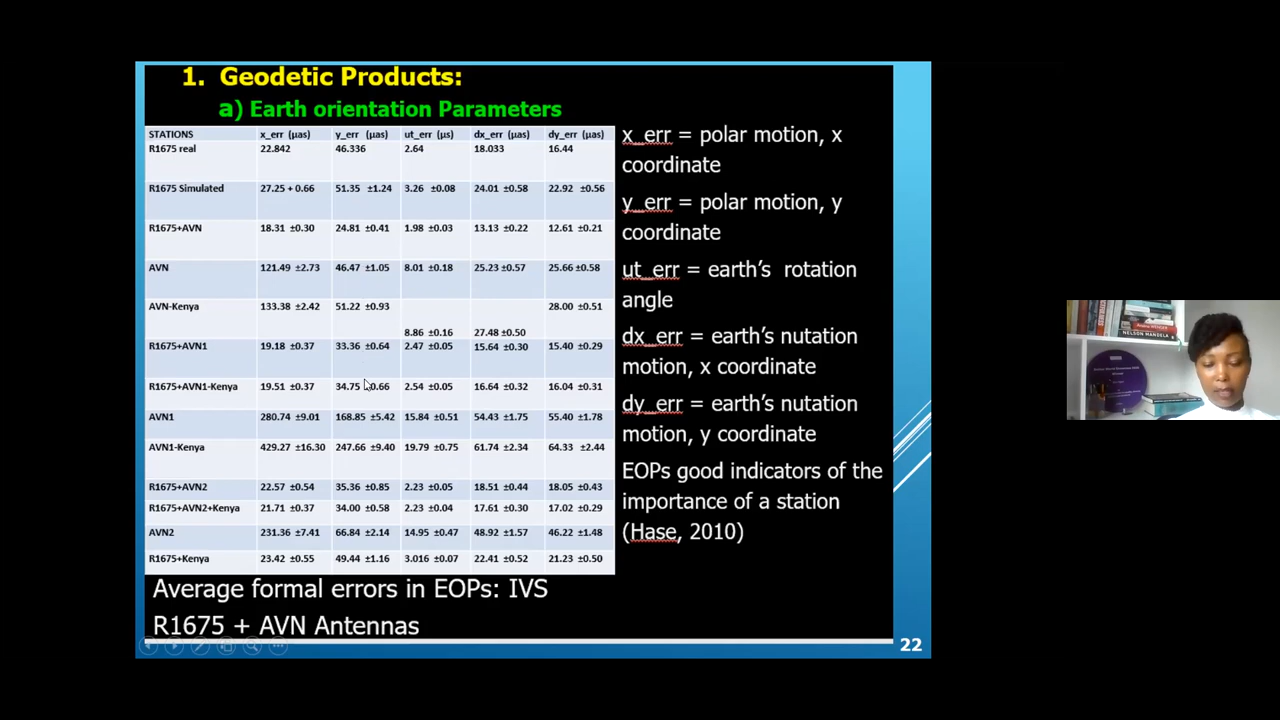 1. Geodetic Products:
a) Earth orientation Parameters
STATIONS x_err (µas) y_err (µas) ut_err (µs) dx_err (µas) dy_err (µas)
R1675 real 22.842 46.336 2.64 18.033 16.44
R1675 Simulated 27.25 + 0.66 51.35 ±1.24 3.26 ±0.08 24.01 ±0.58 22.92 ±0.56
R1675+AVN 18.31 ±0.30 24.81 ±0.41 1.98 ±0.03 13.13 ±0.22 12.61 ±0.21
AVN 121.49 ±2.73 46.47 ±1.05 8.01 ±0.18 25.23 ±0.57 25.66 ±0.58
AVN-Kenya 133.38 ±2.42 51.22 ±0.93 8.86 ±0.16 27.48 ±0.50 28.00 ±0.51
R1675+AVN1 19.18 ±0.37 33.36 ±0.64 2.47 ±0.05 15.64 ±0.30 15.40 ±0.29
R1675+AVN1-Kenya 19.51 ±0.37 34.75 ±0.66 2.54 ±0.05 16.64 ±0.32 16.04 ±0.31
AVN1 280.74 ±9.01 168.85 ±5.42 15.84 ±0.51 54.43 ±1.75 55.40 ±1.78
AVN1-Kenya 429.27 ±16.30 247.66 ±9.40 19.79 ±0.75 61.74 ±2.34 64.33 ±2.44
R1675+AVN2 22.57 ±0.54 35.36 ±0.85 2.23 ±0.05 18.51 ±0.44 18.05 ±0.43
R1675+AVN2+Kenya 21.71 ±0.37 34.00 ±0.58 2.23 ±0.04 17.61 ±0.30 17.02 ±0.29
AVN2 231.36 ±7.41 66.84 ±2.14 14.95 ±0.47 48.92 ±1.57 46.22 ±1.48
R1675+Kenya 23.42 ±0.55 49.44 ±1.16 3.016 ±0.07 22.41 ±0.52 21.23 ±0.50
x_err = polar motion, x
coordinate
y_err = polar motion, y
coordinate
ut_err = earth's rotation
angle
dx_err = earth's nutation
motion, x coordinate
dy_err = earth's nutation
motion, y coordinate
EOPs good indicators of the
importance of a station
(Hase, 2010)
Average formal errors in EOPs: IVS
R1675 + AVN Antennas
22
NELSON MANDELA